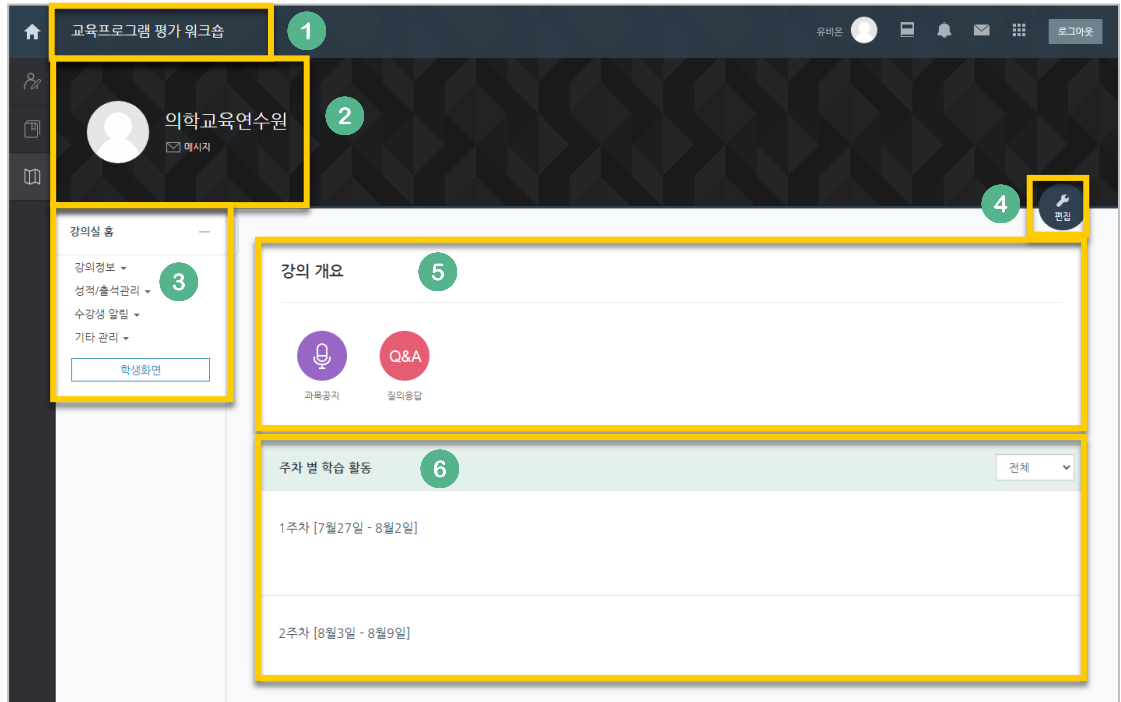 교육프로그램 평가 워크숍
1
유비온
로그아웃
의학교육연수원
메시지
2
4
편집
강의실 홈
강의정보
성적/출석관리
수강생 알림
기타 관리
학생화면
3
강의 개요
5
Q&A
과목공지
질의응답
주차 별 학습 활동
6
전체
1주차 [7월27일 - 8월2일]
2주차 [8월3일 - 8월9일]